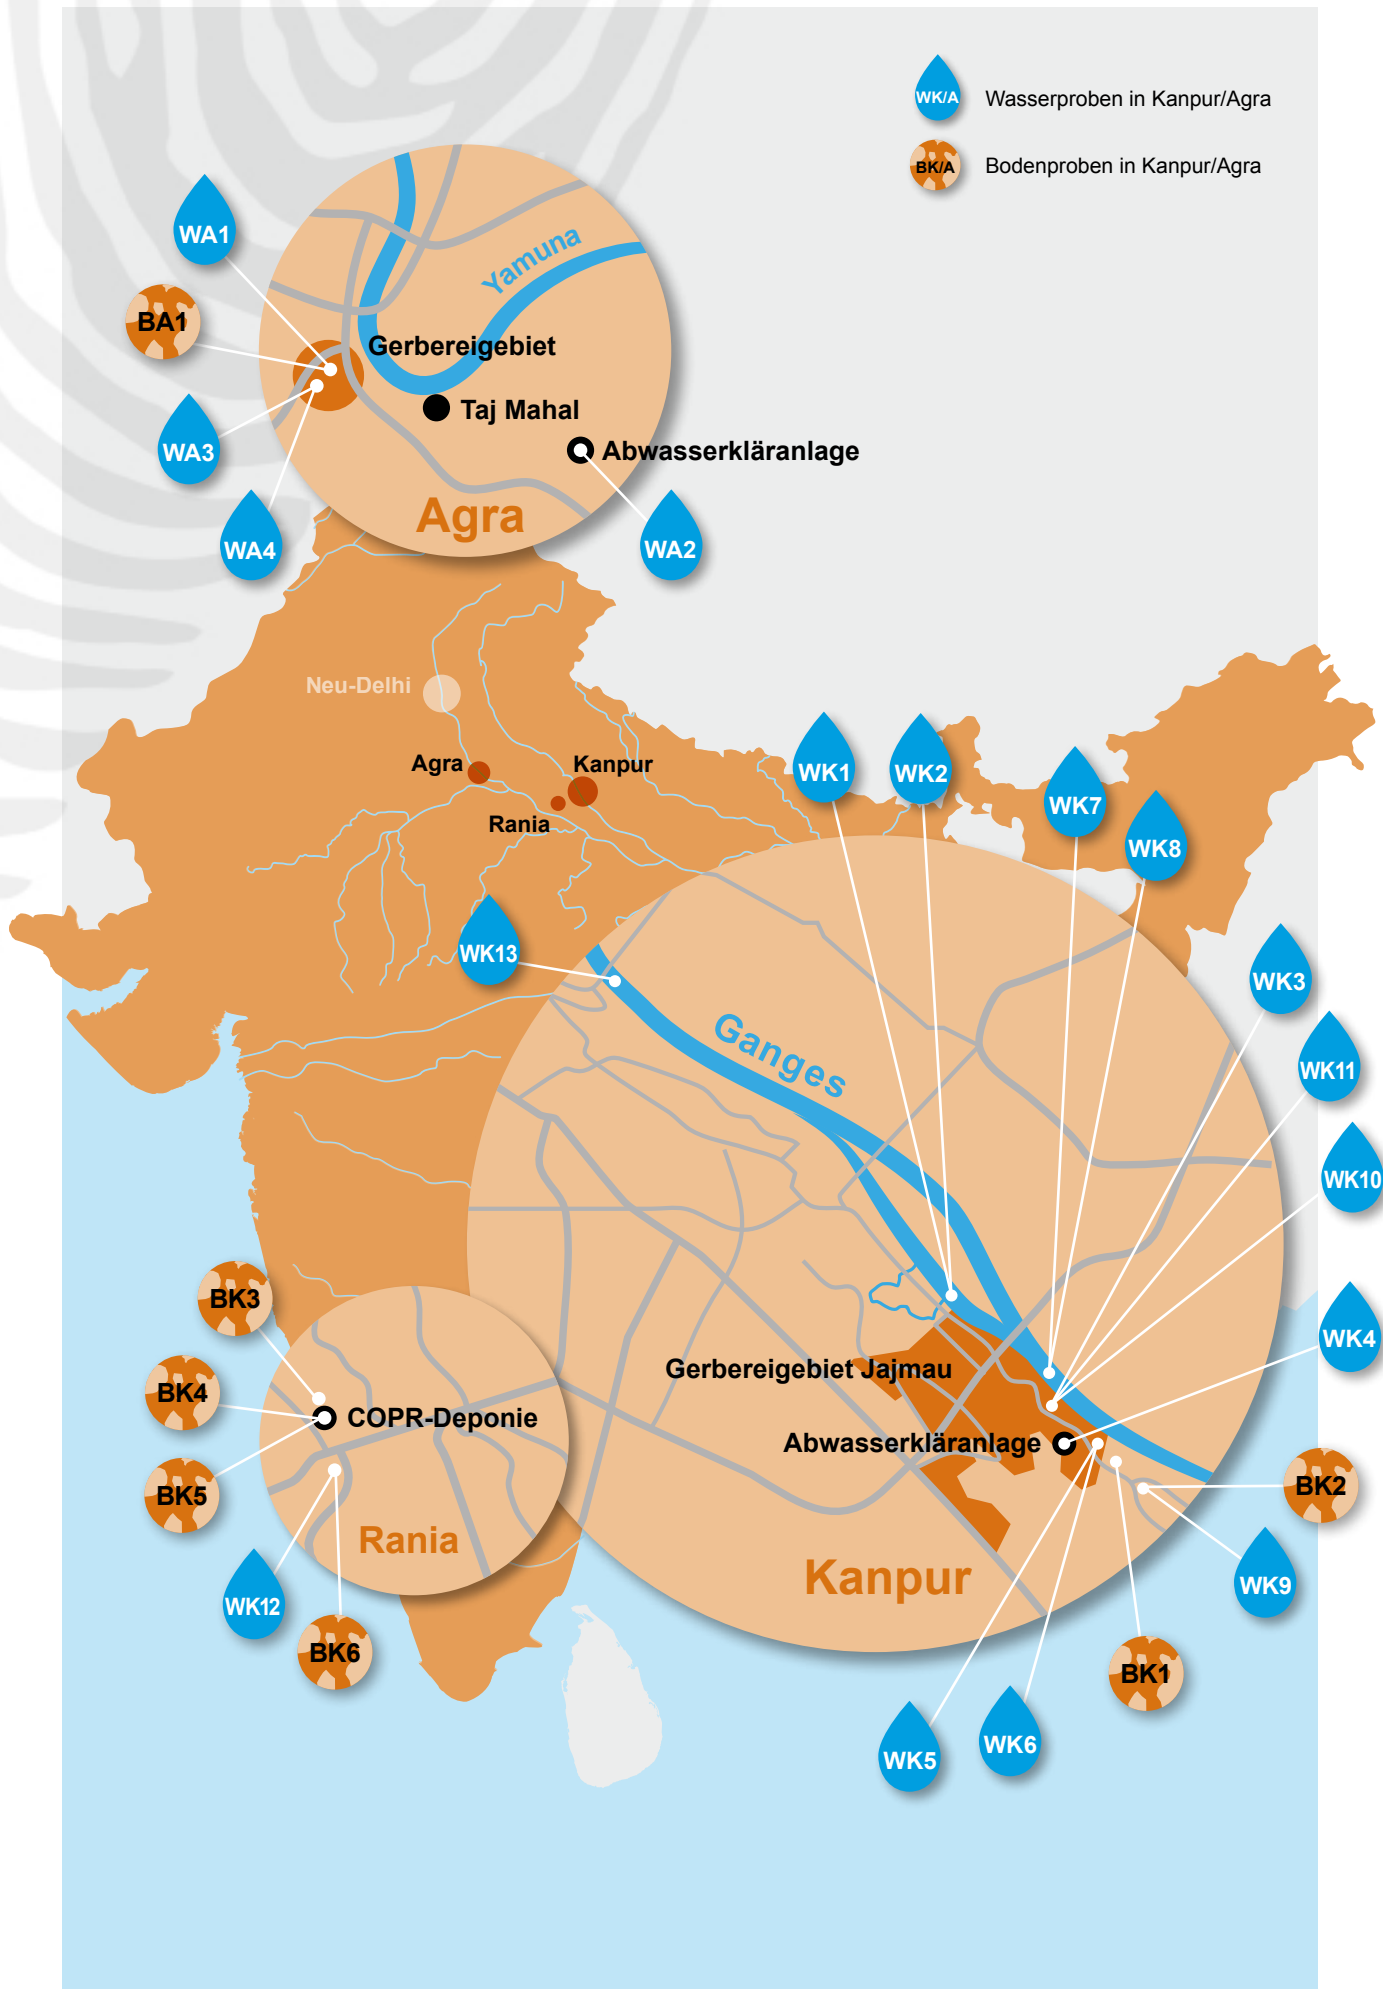 WK/A
Wasserproben in Kanpur/Agra
BK/A
Bodenproben in Kanpur/Agra
WA1
Yamuna
BA1
Gerbereigebiet
Taj Mahal
WA3
Abwasserkläranlage
Agra
WA4
WA2
Neu-Delhi
Agra
Kanpur
Rania
WK1
WK2
WK7
WK8
WK13
WK3
Ganges
WK11
WK10
BK3
WK4
Gerbereigebiet Jajmau
BK4
COPR-Deponie
Abwasserkläranlage
BK5
BK2
Rania
Kanpur
WK9
WK12
BK6
BK1
WK5
WK6